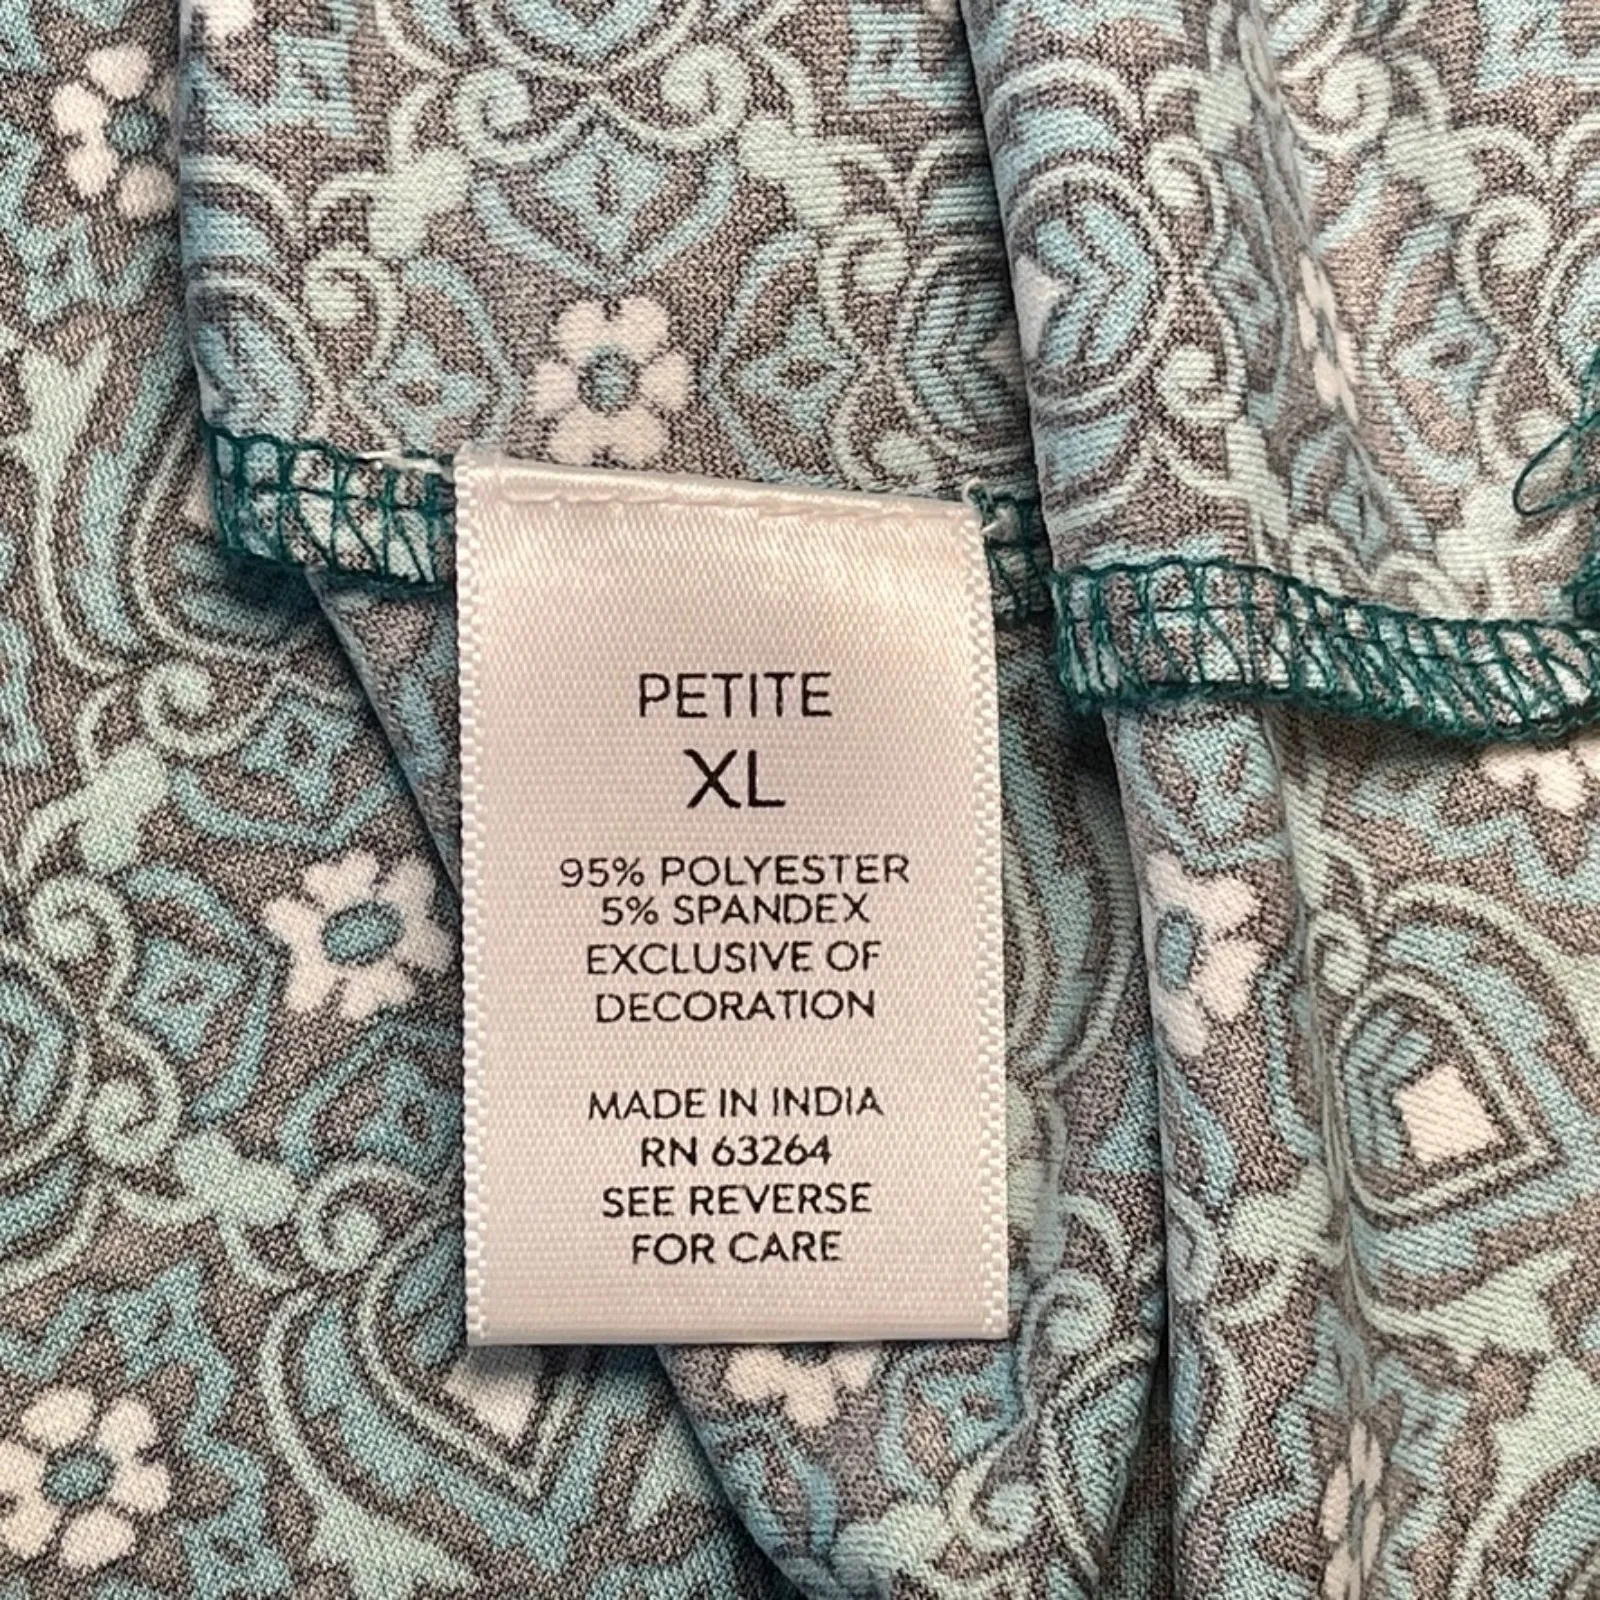 PETITE
XL
95% POLYESTER
5% SPANDEX
EXCLUSIVE OF
DECORATION
MADE IN INDIA
RN 63264
SEE REVERSE
FOR CARE